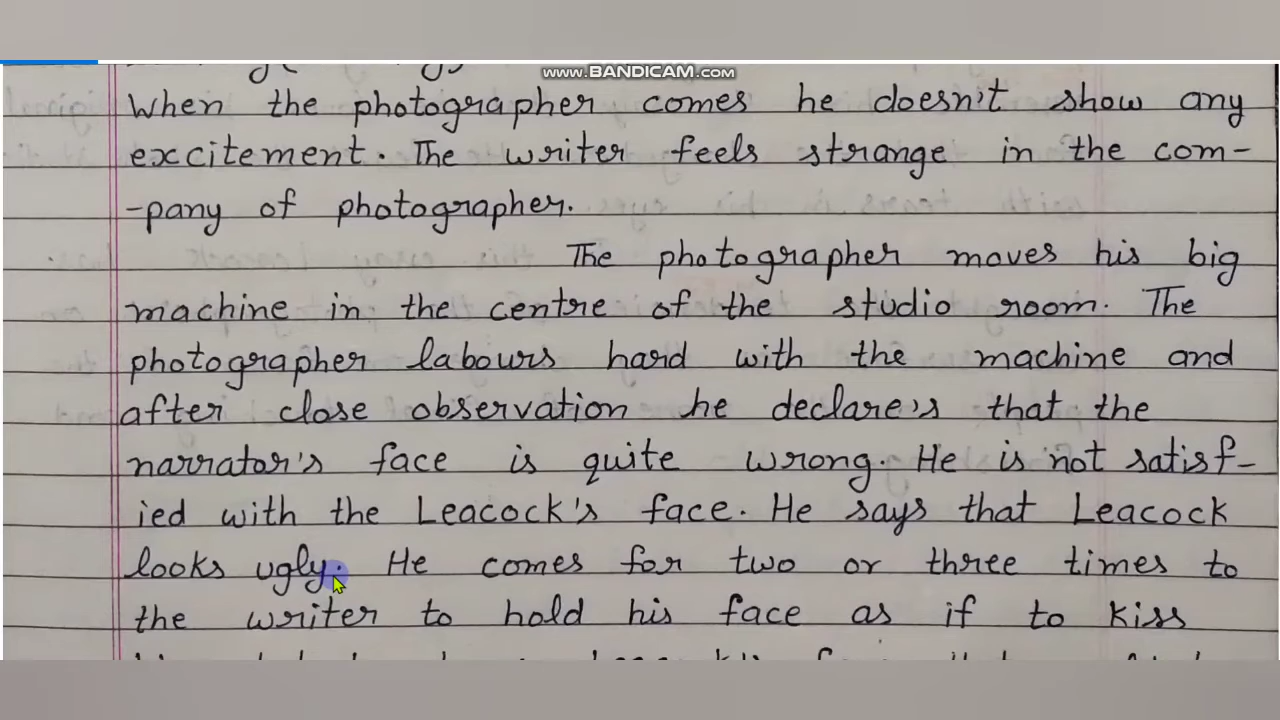 www.BANDICAM.com
When the photographer comes he doesn't show any
excitement. The writer feels strange in the com-
-pany of photographer.
The photographer moves his big
machine in the centre of the studio room. The
photographer labours hard with the machine and
after close observation he declare's that the
narrator's face is quite wrong. He is not satisf-
ied with the Leacock's face. He says that Leacock
looks ugly. He comes for two or three times to
the writer to hold his face as if to kiss